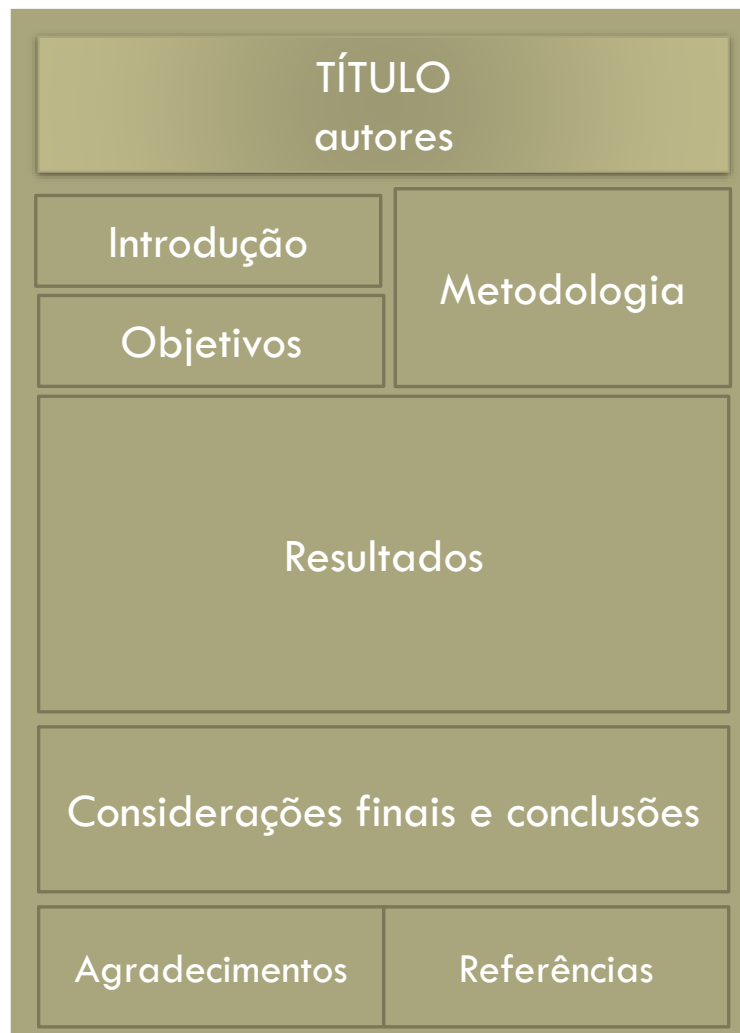 TÍTULO
autores
Introdução
Objetivos
Metodologia
Resultados
Considerações finais e conclusões
Agradecimentos
Referências